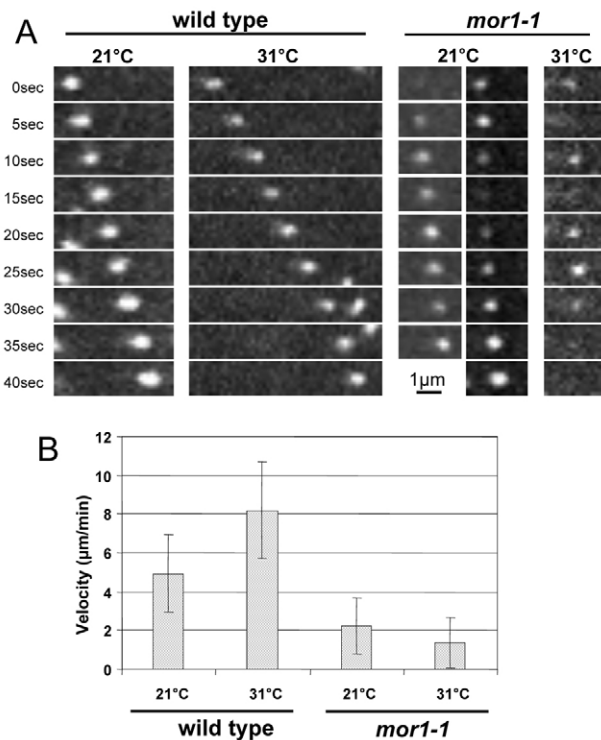 A
wild type
mor1-1
21°C 31°C 21°C 31°C
0sec
5sec
10sec
15sec
20sec
25sec
30sec
35sec
40sec
1µm
B
Velocity (µm/min)
12
10
8
6
4
2
0
21°C 31°C 21°C 31°C
wild type mor1-1